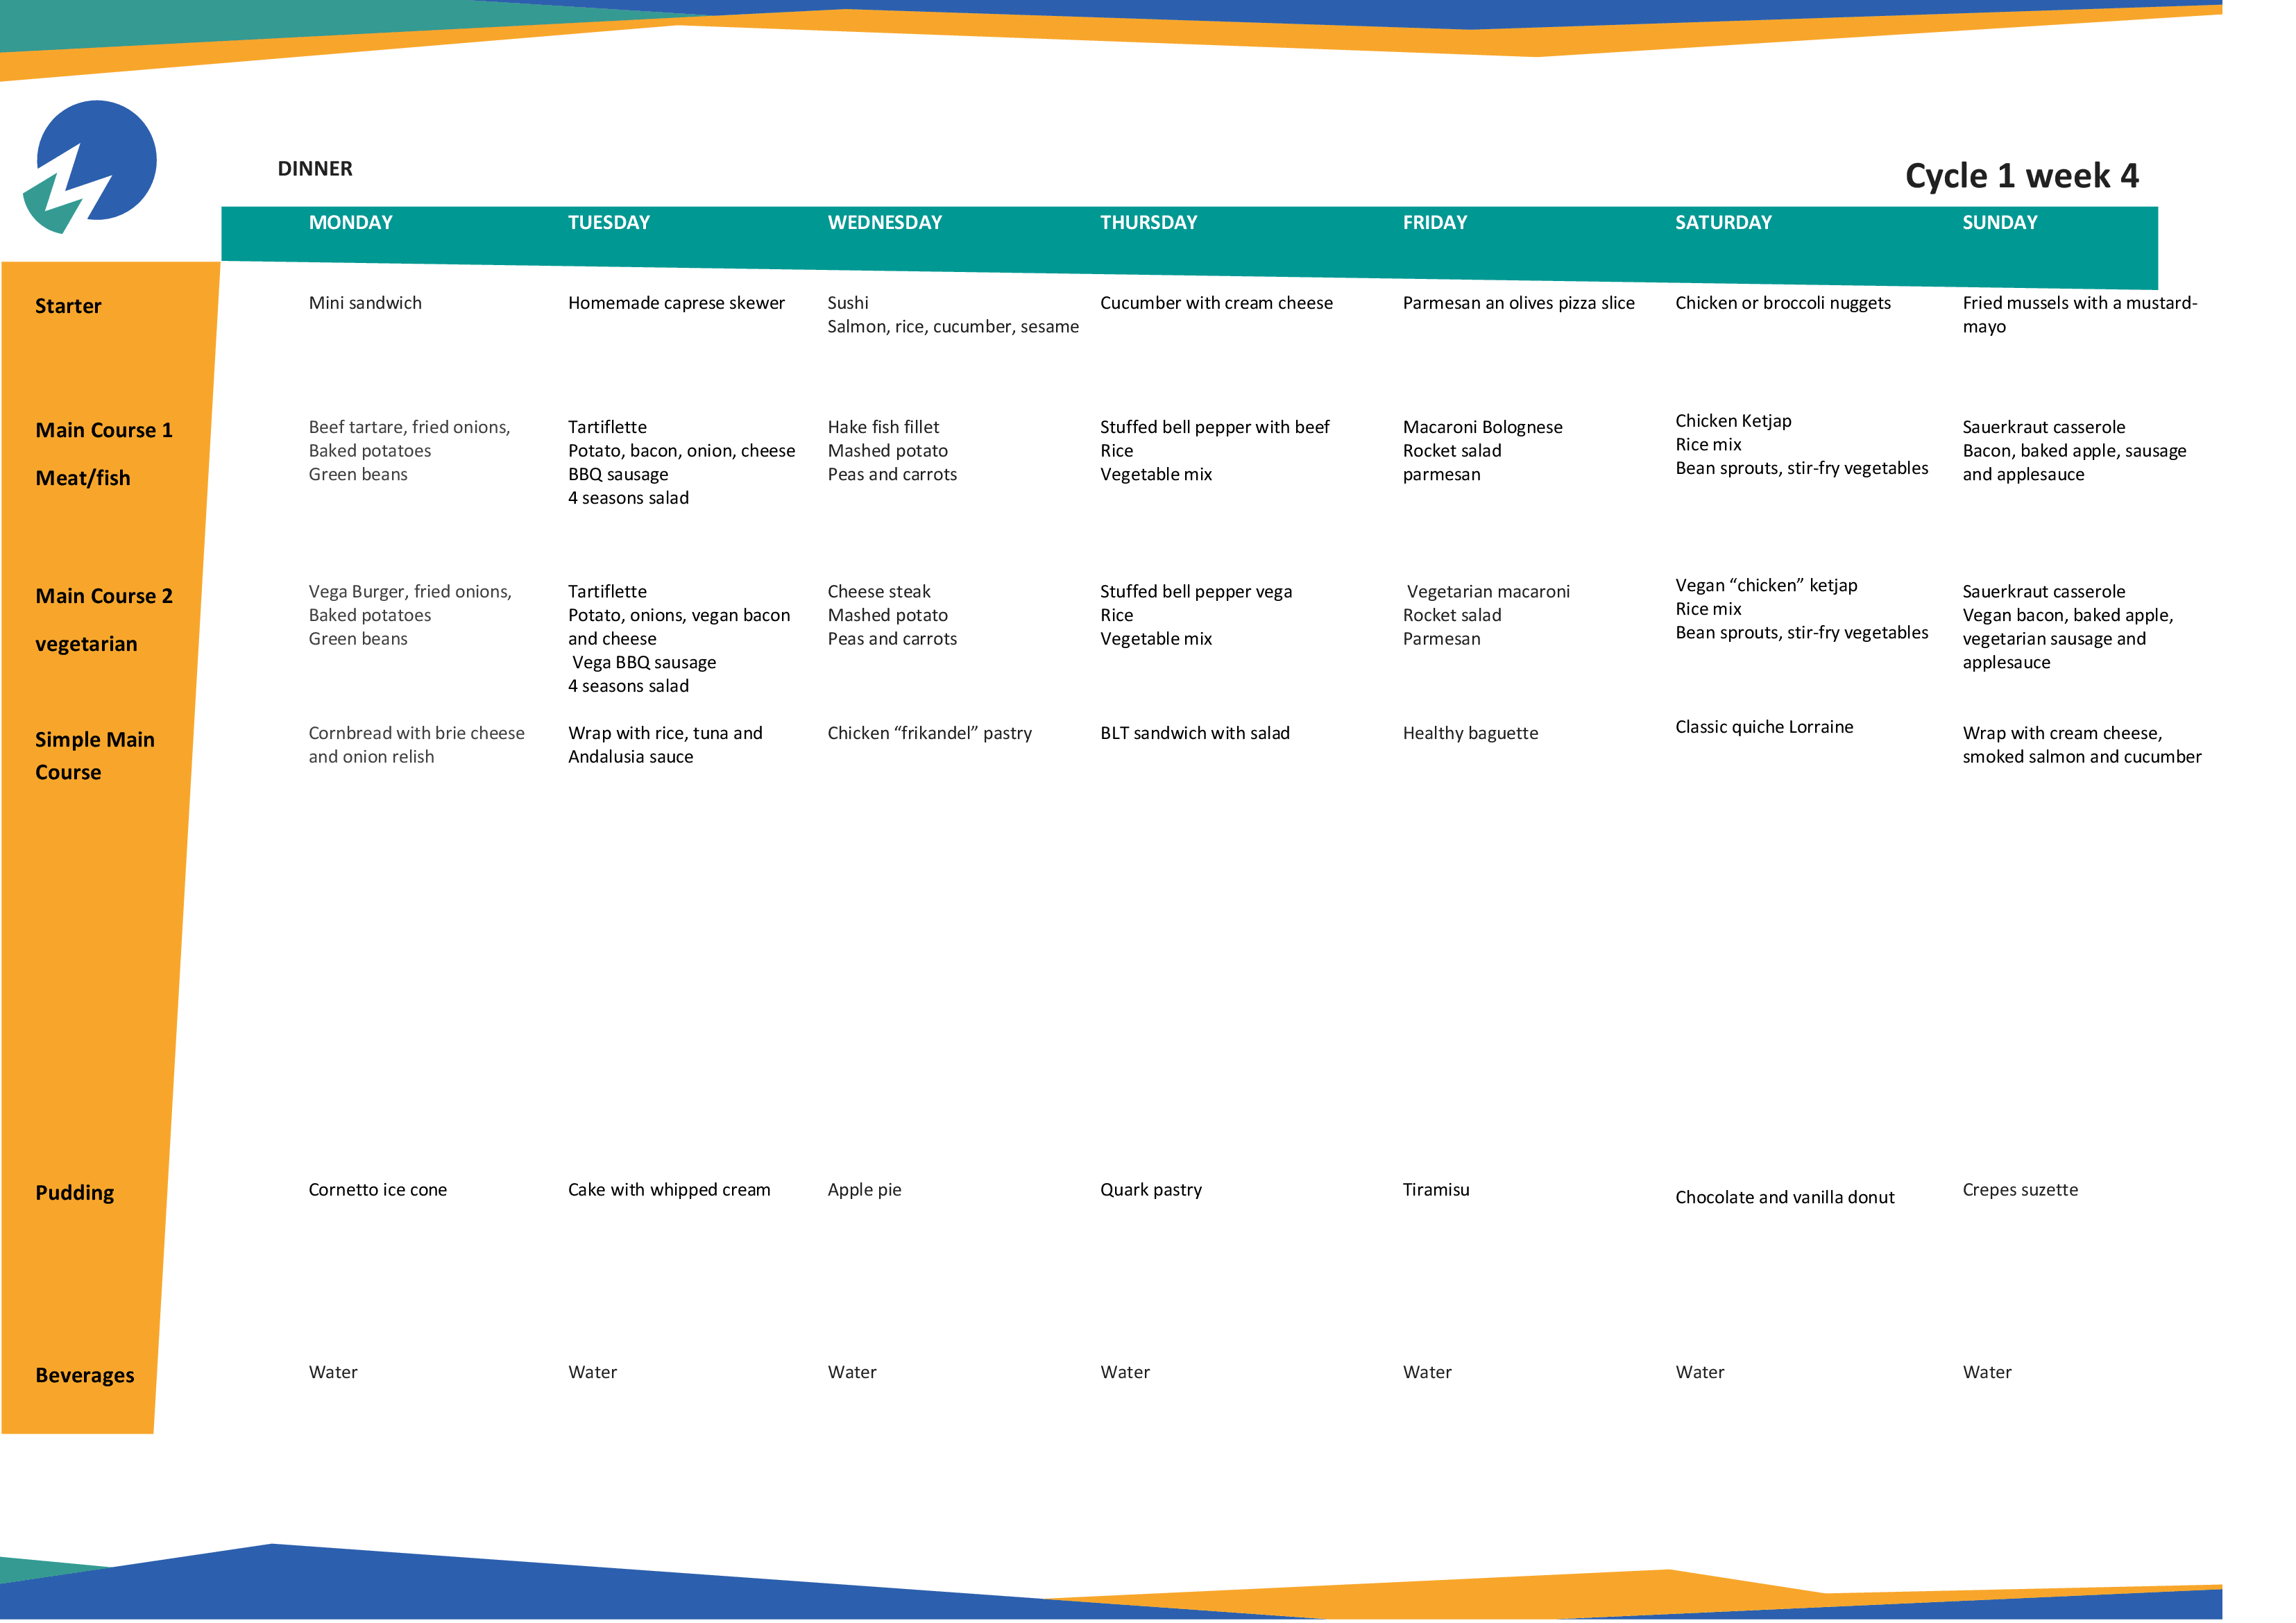 DINNER
Cycle 1 week 4
MONDAY TUESDAY WEDNESDAY THURSDAY FRIDAY SATURDAY SUNDAY
Starter
Mini sandwich
Homemade caprese skewer
Sushi
Salmon, rice, cucumber, sesame
Cucumber with cream cheese
Parmesan an olives pizza slice
Chicken or broccoli nuggets
Fried mussels with a mustard-
mayo
Main Course 1
Meat/fish
Beef tartare, fried onions,
Baked potatoes
Green beans
Tartiflette
Potato, bacon, onion, cheese
BBQ sausage
4 seasons salad
Hake fish fillet
Mashed potato
Peas and carrots
Stuffed bell pepper with beef
Rice
Vegetable mix
Macaroni Bolognese
Rocket salad
parmesan
Chicken Ketjap
Rice mix
Bean sprouts, stir-fry vegetables
Sauerkraut casserole
Bacon, baked apple, sausage
and applesauce
Main Course 2
vegetarian
Vega Burger, fried onions,
Baked potatoes
Green beans
Tartiflette
Potato, onions, vegan bacon
and cheese
Vega BBQ sausage
4 seasons salad
Cheese steak
Mashed potato
Peas and carrots
Stuffed bell pepper vega
Rice
Vegetable mix
Vegetarian macaroni
Rocket salad
Parmesan
Vegan “chicken” ketjap
Rice mix
Bean sprouts, stir-fry vegetables
Sauerkraut casserole
Vegan bacon, baked apple,
vegetarian sausage and
applesauce
Simple Main
Course
Cornbread with brie cheese
and onion relish
Wrap with rice, tuna and
Andalusia sauce
Chicken “frikandel” pastry
BLT sandwich with salad
Healthy baguette
Classic quiche Lorraine
Wrap with cream cheese,
smoked salmon and cucumber
Pudding
Cornetto ice cone
Cake with whipped cream
Apple pie
Quark pastry
Tiramisu
Chocolate and vanilla donut
Crepes suzette
Beverages
Water
Water
Water
Water
Water
Water
Water